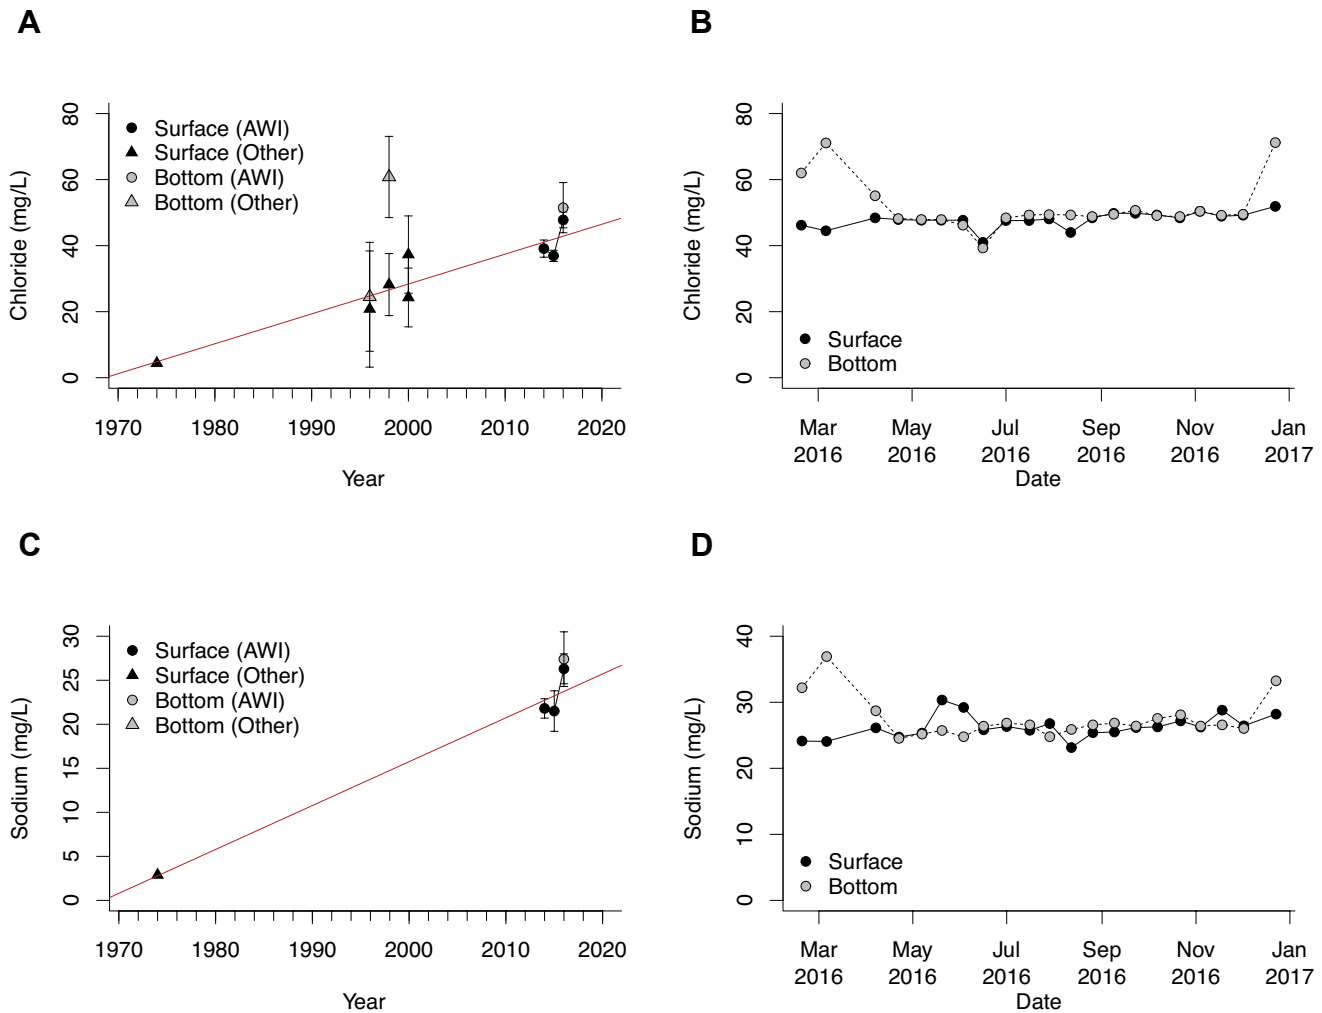 A
Chloride (mg/L)
80
60
40
20
0
Surface (AWI)
Surface (Other)
Bottom (AWI)
Bottom (Other)
1970 1980 1990 2000 2010 2020
Year
B
Chloride (mg/L)
80
60
40
20
0
Surface
Bottom
Mar May Jul Sep Nov Jan
2016 2016 2016 2016 2016 2017
Date
C
Sodium (mg/L)
30
25
20
15
10
5
0
Surface (AWI)
Surface (Other)
Bottom (AWI)
Bottom (Other)
1970 1980 1990 2000 2010 2020
Year
D
Sodium (mg/L)
40
30
20
10
0
Surface
Bottom
Mar May Jul Sep Nov Jan
2016 2016 2016 2016 2016 2017
Date